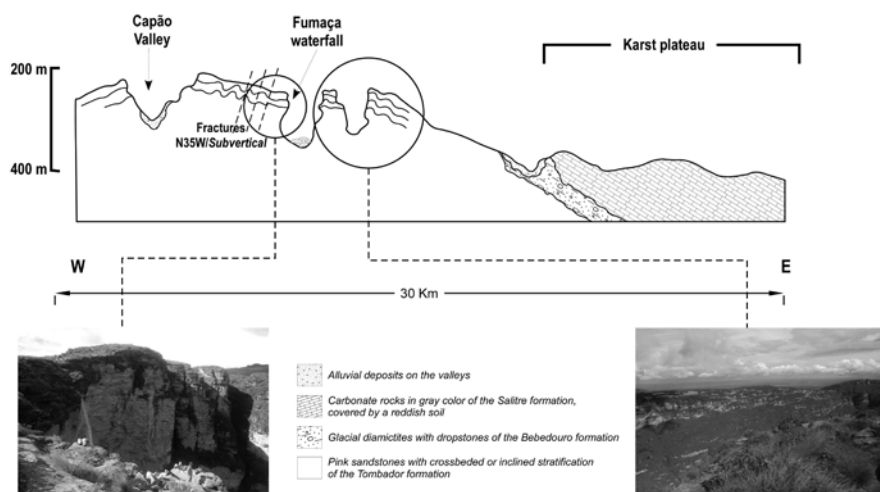 Capão
Valley
Fumaça
waterfall
Karst plateau
200 m
400 m
Fractures
N35W/Subvertical
W
E
30 Km
Alluvial deposits on the valleys
Carbonate rocks in gray color of the Salitre formation,
covered by a reddish soil
Glacial diamictites with dropstones of the Bebedouro formation
Pink sandstones with crossbeded or inclined stratification
of the Tombador formation